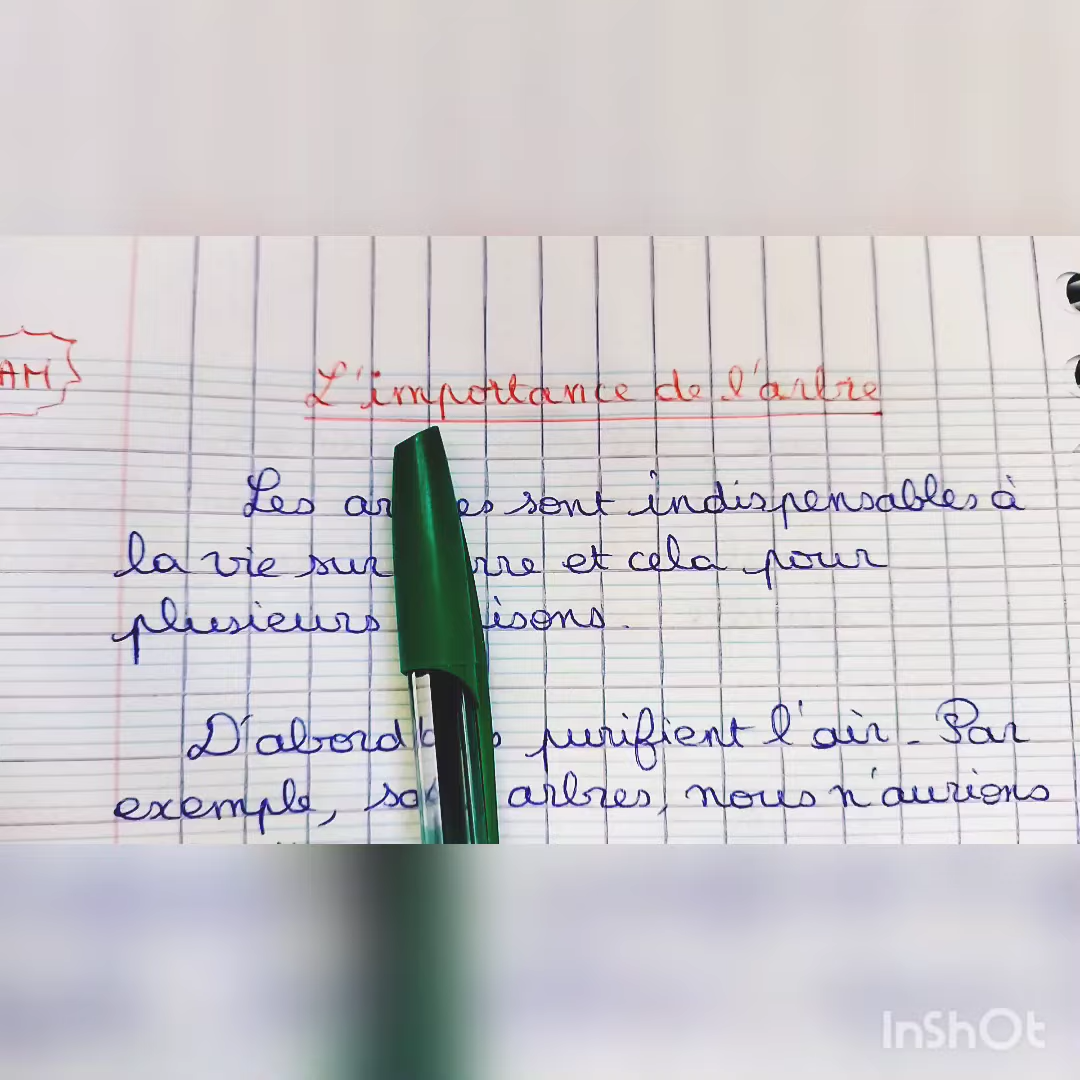 AM
L'importance de l'arbre
Les sont indispensables à
la vie sur et cela pour
plusieurs
D'abord purifient l'air. Par
exemple, arbres, nous n'aurions
InShOt